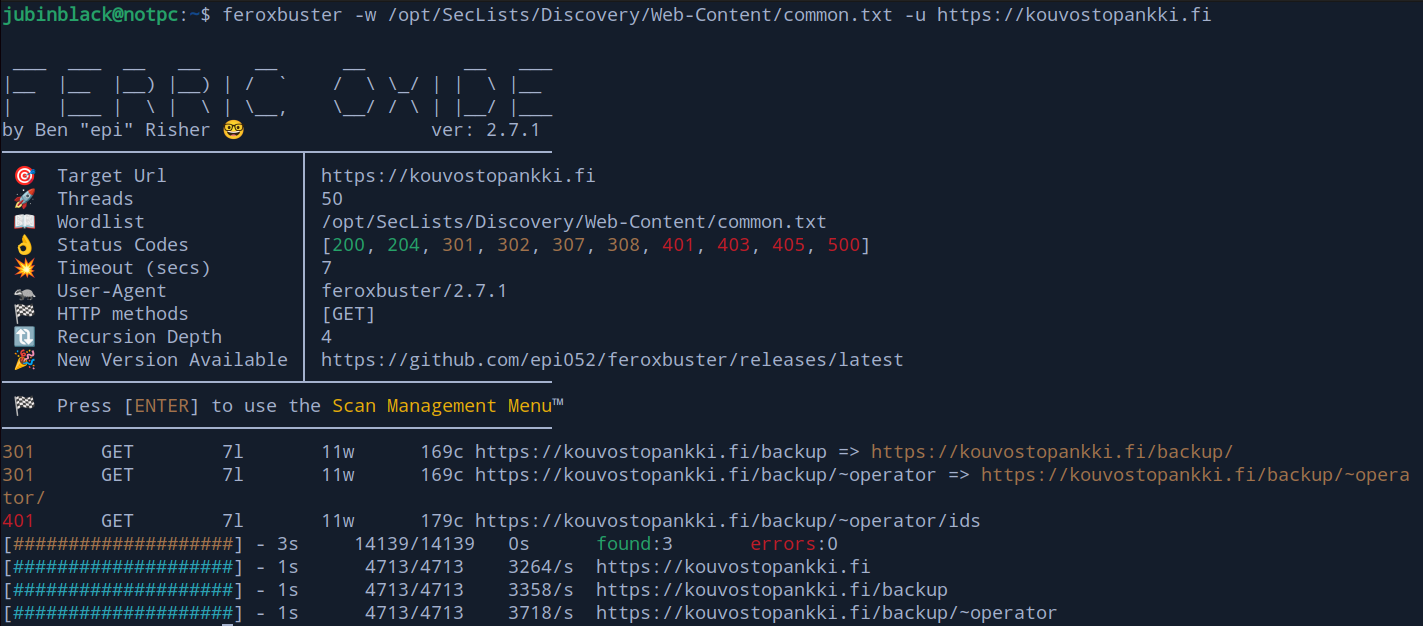 jubinblack@notpc:~$ feroxbuster -w /opt/SecLists/Discovery/Web-Content/common.txt -u https://kouvostopankki.fi
FERRIC OXIDE
by Ben "epi" Risher 🤓 ver: 2.7.1
🎯 Target Url https://kouvostopankki.fi
🚀 Threads 50
📖 Wordlist /opt/SecLists/Discovery/Web-Content/common.txt
👌 Status Codes [200, 204, 301, 302, 307, 308, 401, 403, 405, 500]
💥 Timeout (secs) 7
🦡 User-Agent feroxbuster/2.7.1
🏁 HTTP methods [GET]
🔃 Recursion Depth 4
🎉 New Version Available https://github.com/epi052/feroxbuster/releases/latest
🏁 Press [ENTER] to use the Scan Management Menu™
301 GET 7l 11w 169c https://kouvostopankki.fi/backup => https://kouvostopankki.fi/backup/
301 GET 7l 11w 169c https://kouvostopankki.fi/backup/~operator => https://kouvostopankki.fi/backup/~opera
tor/
401 GET 7l 11w 179c https://kouvostopankki.fi/backup/~operator/ids
[####################] - 3s 14139/14139 0s found:3 errors:0
[####################] - 1s 4713/4713 3264/s https://kouvostopankki.fi
[####################] - 1s 4713/4713 3358/s https://kouvostopankki.fi/backup
[####################] - 1s 4713/4713 3718/s https://kouvostopankki.fi/backup/~operator